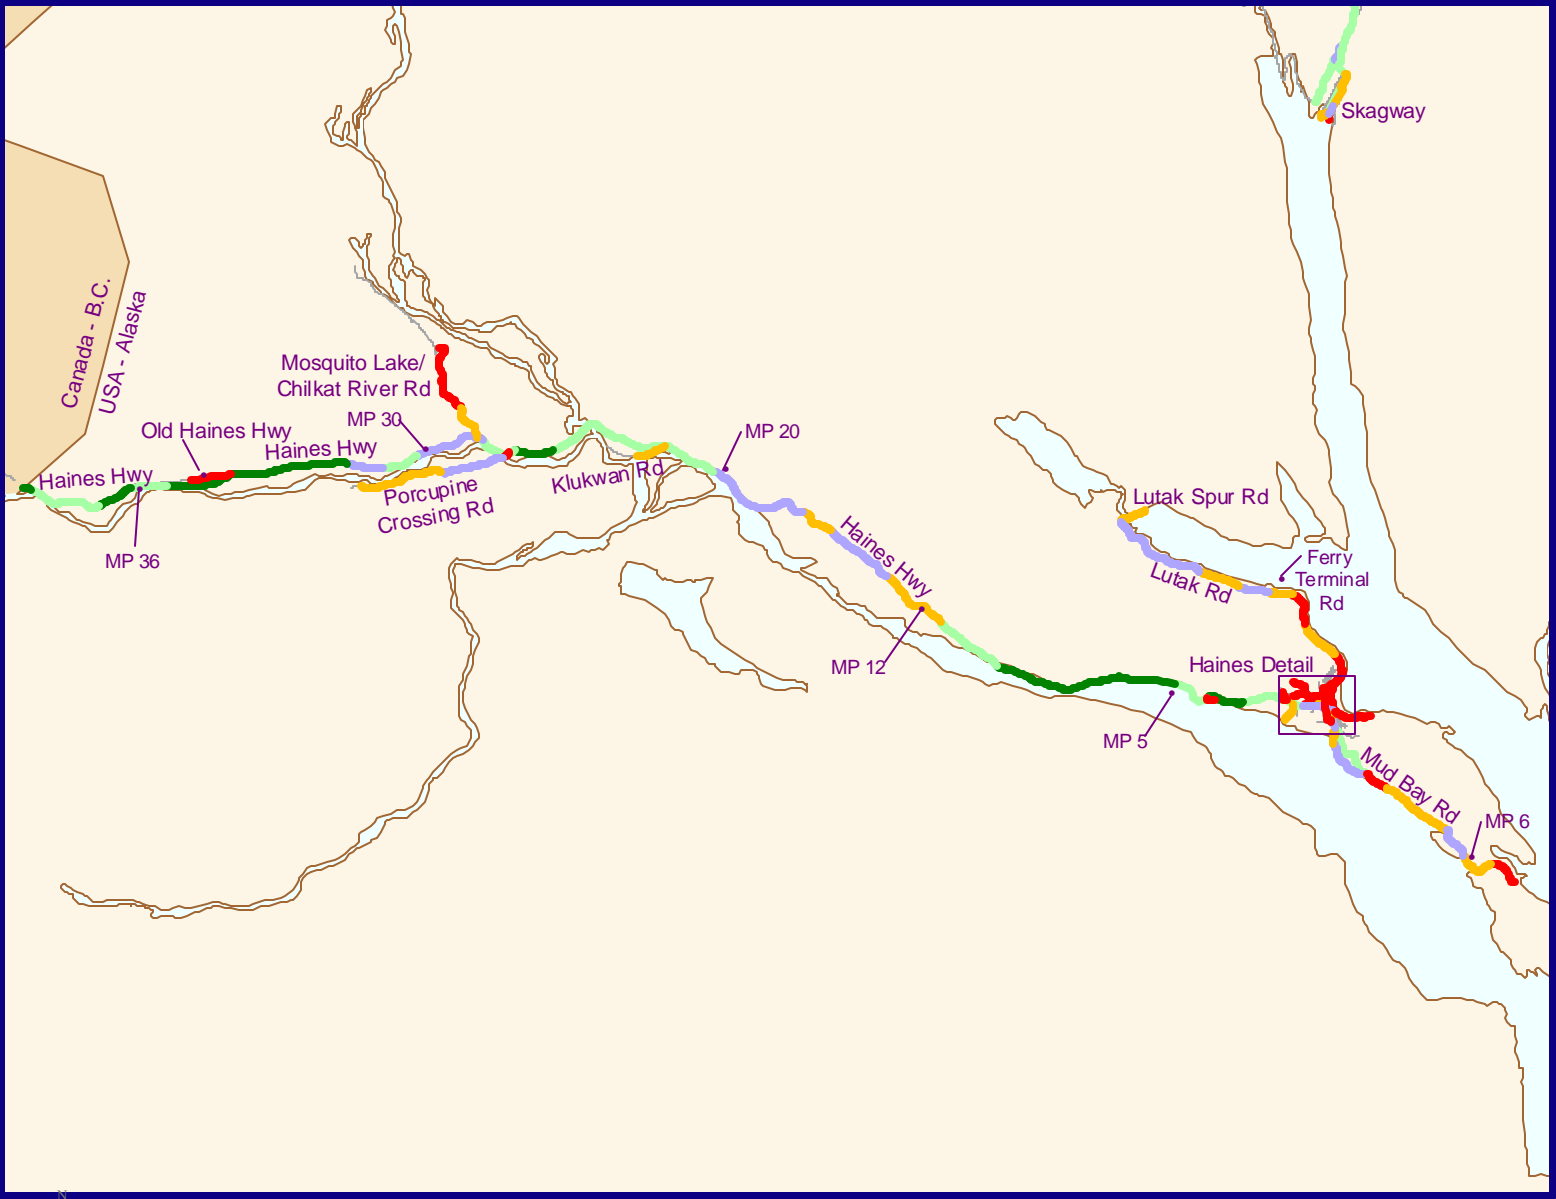 Skagway
Canada - B.C.
USA - Alaska
Mosquito Lake/
Chilkat River Rd
MP 30
Old Haines Hwy
Haines Hwy
Haines Hwy
MP 20
Klukwan Rd
Porcupine
Crossing Rd
MP 36
Lutak Spur Rd
Haines Hwy
Ferry
Terminal
Rd
Lutak Rd
MP 12
Haines Detail
MP 5
Mud Bay Rd
MP 6
N